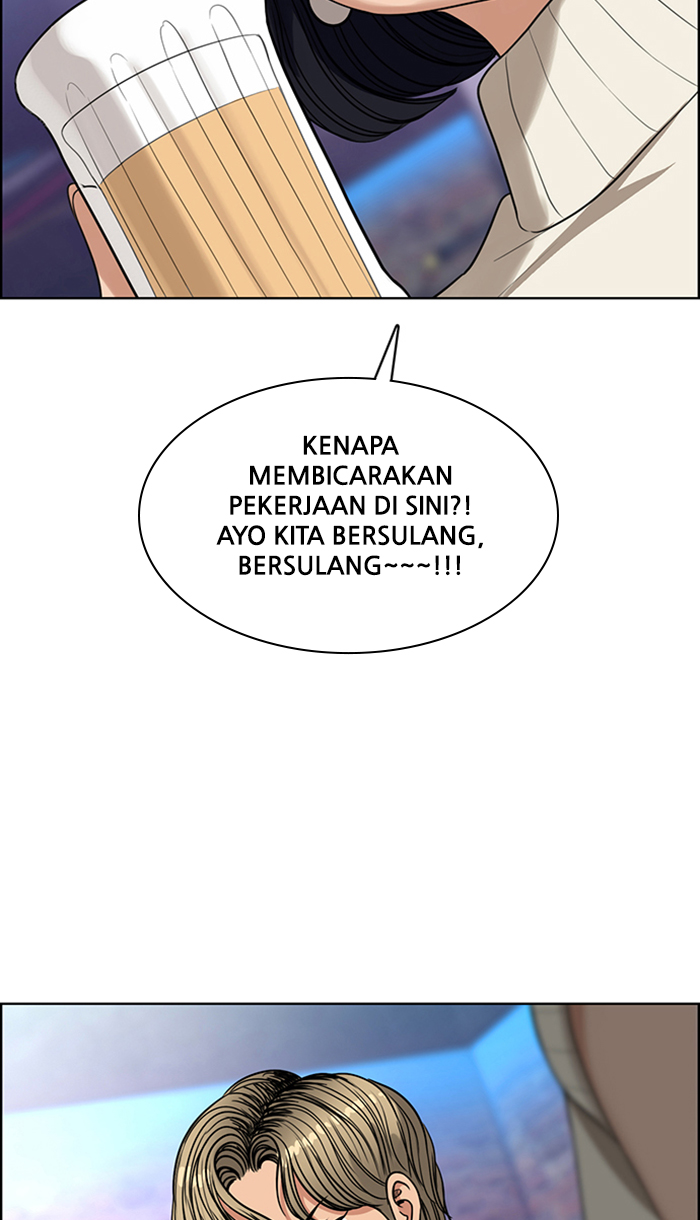 KENAPA
MEMBICARAKAN
PEKERJAAN DI SINI?!
AYO KITA BERSULANG,
BERSULANG~~~!!!